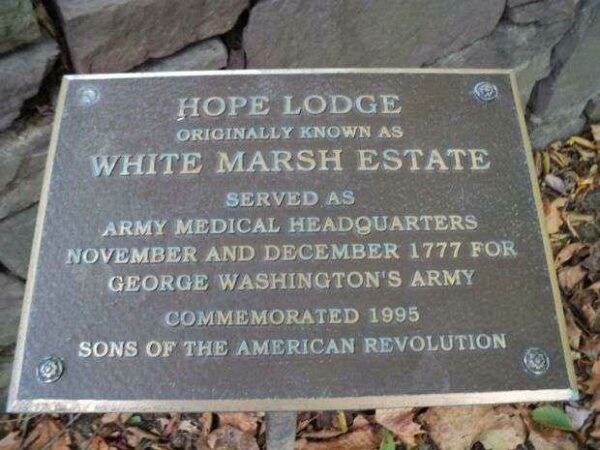 HOPE LODGE
ORIGINALLY KNOWN AS
WHITE MARSH ESTATE
SERVED AS
ARMY MEDICAL HEADQUARTERS
NOVEMBER AND DECEMBER 1777 FOR
GEORGE WASHINGTON'S ARMY
COMMEMORATED 1995
SONS OF THE AMERICAN REVOLUTION